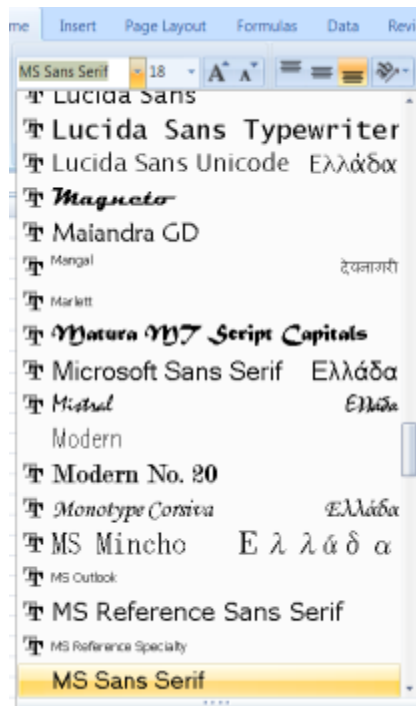 me Insert Page Layout Formulas Data Revi
MS Sans Serif 18 A A
Lucida Sans
Lucida Sans Typewriter
Lucida Sans Unicode Ελλάδα
Magneto
Maiandra GD
Mangal देवनागरी
Marlett
Matura MT Script Capitals
Microsoft Sans Serif Ελλάδα
Mistral Ελλάδα
Modern
Modern No. 20
Monotype Corsiva Ελλάδα
MS Mincho Ελλάδα
MS Outlook
MS Reference Sans Serif
MS Reference Specialty
MS Sans Serif